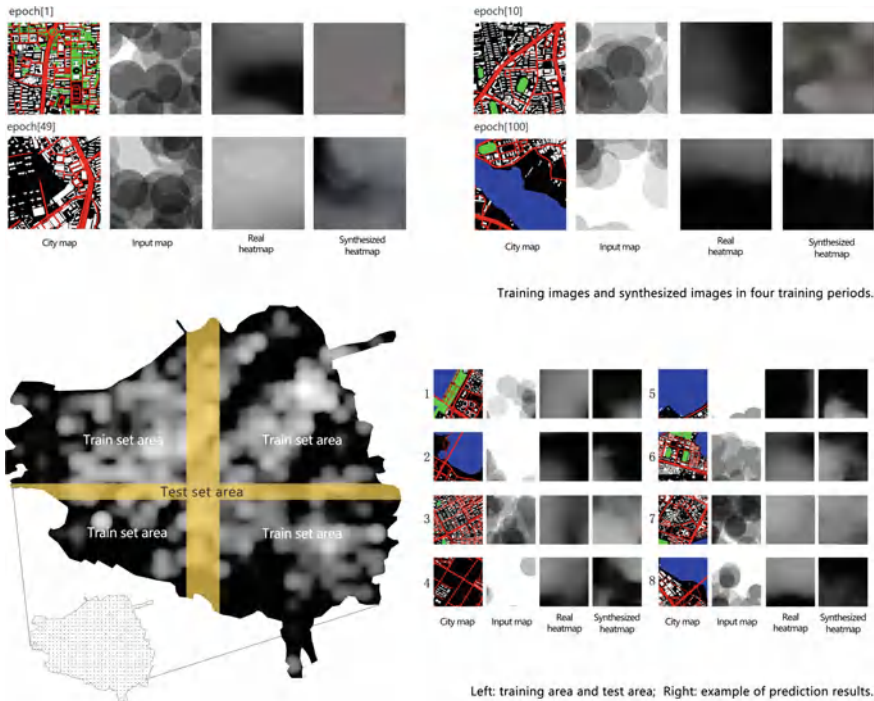 epoch[1]
epoch[10]
epoch[49]
epoch[100]
City map
Input map
Real
heatmap
Synthesized
heatmap
City map
Input map
Real
heatmap
Synthesized
heatmap
Training images and synthesized images in four training periods.
Train set area
Train set area
Test set area
Train set area
Train set area
1
2
3
4
City map
Input map
Real
heatmap
Synthesized
heatmap
5
6
7
8
City map
Input map
Real
heatmap
Synthesized
heatmap
Left: training area and test area; Right: example of prediction results.